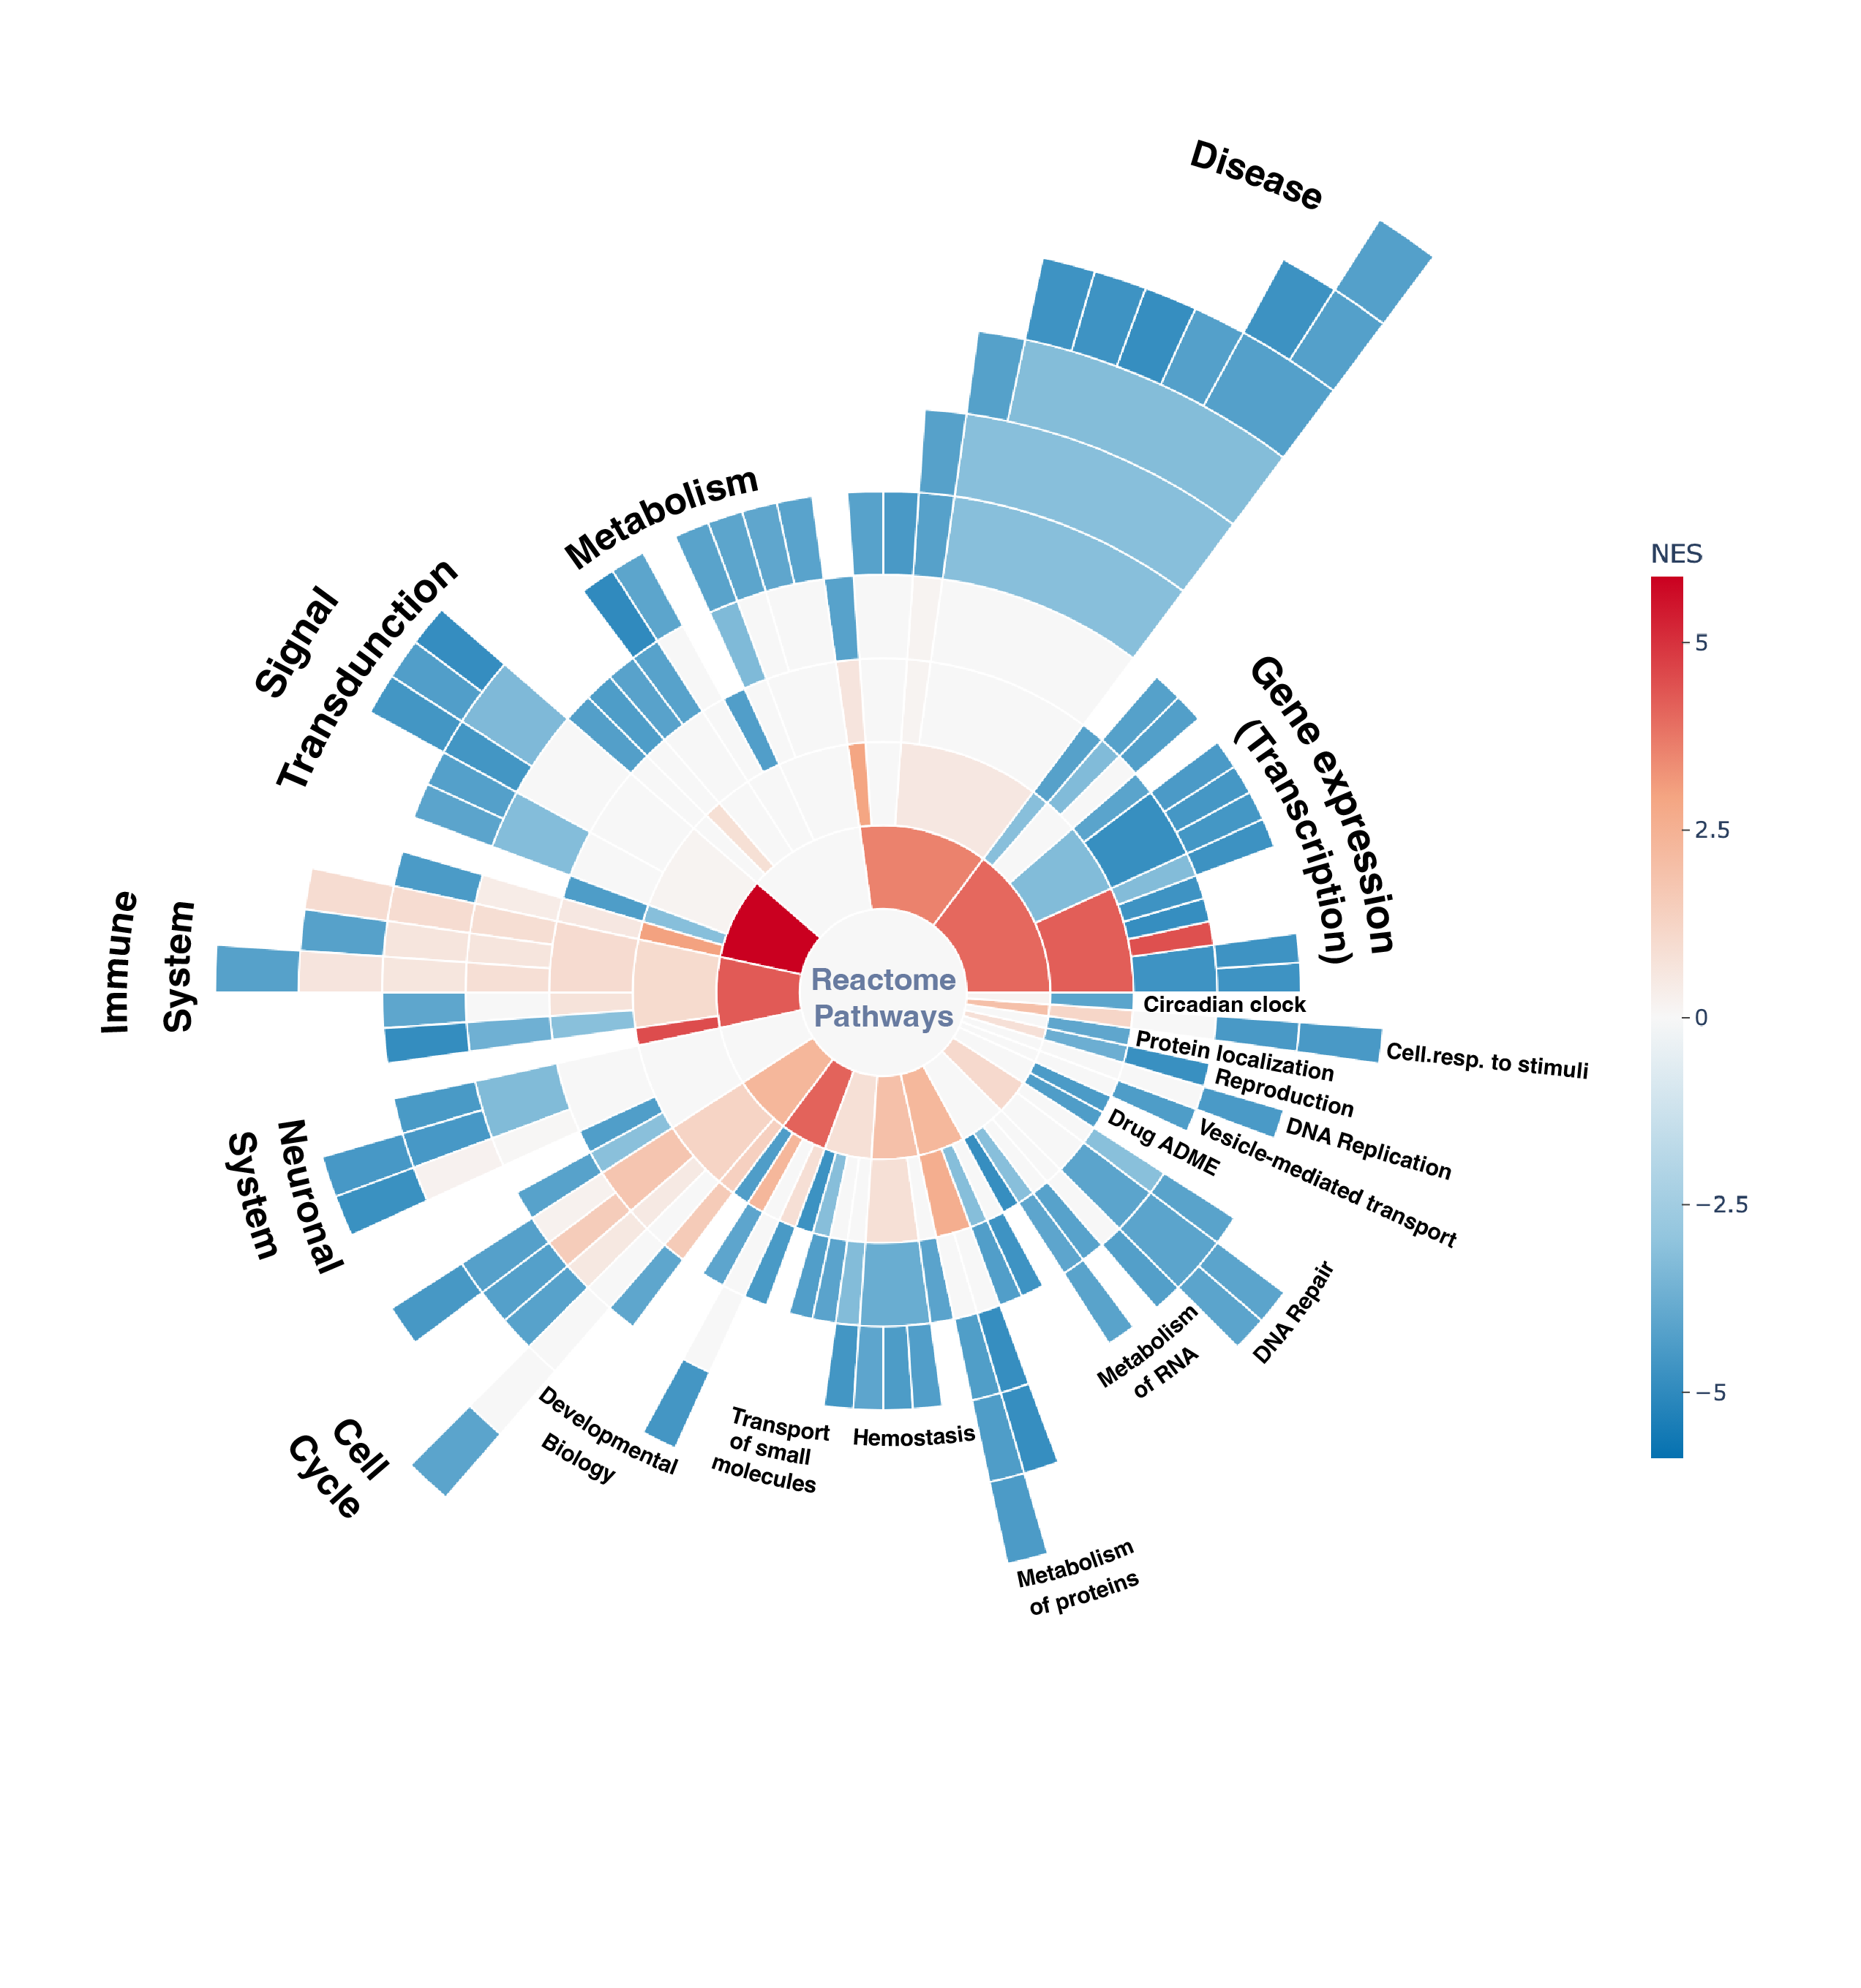 Disease
Metabolism
Signal
Transdunction
Gene expression
(Transcription)
NES
5
2.5
0
−2.5
−5
Immune
System
Reactome
Pathways
Circadian clock
Cell.resp. to stimuli
Protein localization
Reproduction
DNA Replication
Vesicle-mediated transport
Drug ADME
Neuronal
System
DNA Repair
Metabolism
of RNA
Cell
Cycle
Developmental
Biology
Transport
of small
molecules
Hemostasis
Metabolism
of proteins